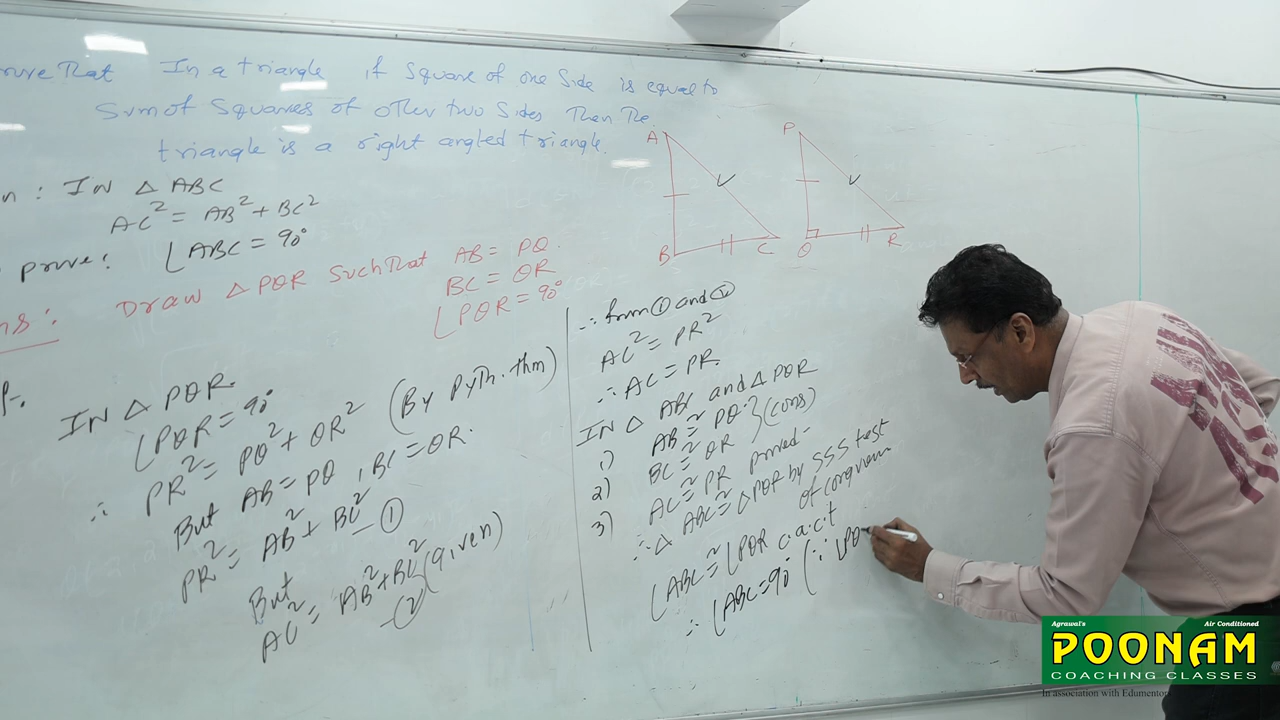 rove That In a triangle if Square of one Side is equal to
Sum of Squares of other two Sides Then The
triangle is a right angled triangle.
n : IN △ ABC
AC² = AB² + BC²
prove: ∠ABC = 90°
ns: Draw △ PQR Such That AB = PQ
BC = QR
∠PQR = 90°
A
B
C
P
Q
R
IN △ PQR.
∠PQR = 90°
∴ PR² = PQ² + QR² (By Pyth. thm)
But AB = PQ, BC = QR.
PR² = AB² + BC² — ①
But
AC² = AB² + BC² (given)
— ②
∴ from ① and ②
AC² = PR²
∴ AC = PR.
IN △ ABC and △ PQR
1) AB ≅ PQ } (cons)
2) BC ≅ QR
3) AC ≅ PR proved -
∴ △ ABC ≅ △ PQR by SSS test
of congruence
∠ABC ≅ ∠PQR c.a.c.t
∴ ∠ABC = 90° (∵ ∠PQ
Agrawal's Air Conditioned
POONAM
COACHING CLASSES
In association with Edumentor